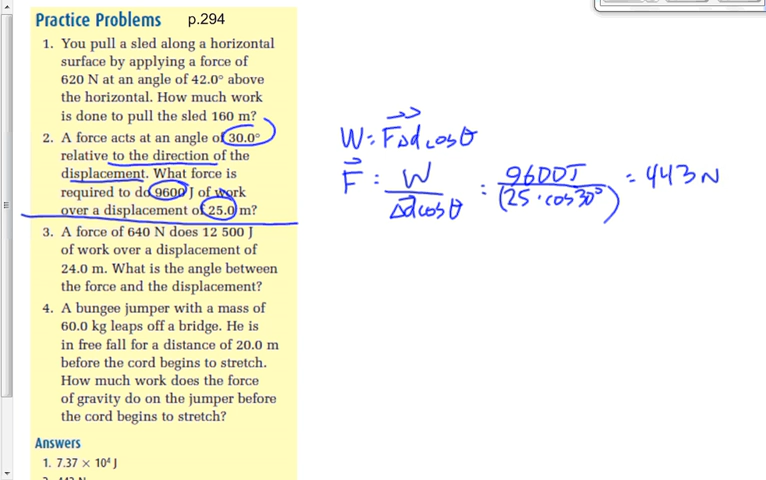 Practice Problems p.294
1. You pull a sled along a horizontal
surface by applying a force of
620 N at an angle of 42.0° above
the horizontal. How much work
is done to pull the sled 160 m?
2. A force acts at an angle of 30.0°
relative to the direction of the
displacement. What force is
required to do 9600 J of work
over a displacement of 25.0 m?
3. A force of 640 N does 12 500 J
of work over a displacement of
24.0 m. What is the angle between
the force and the displacement?
4. A bungee jumper with a mass of
60.0 kg leaps off a bridge. He is
in free fall for a distance of 20.0 m
before the cord begins to stretch.
How much work does the force
of gravity do on the jumper before
the cord begins to stretch?
Answers
1. 7.37 × 10⁴ J
W = F⃗Δd⃗ cosθ
F⃗ = W / Δd⃗ cosθ = 9600J / (25 · cos30°) = 443 N